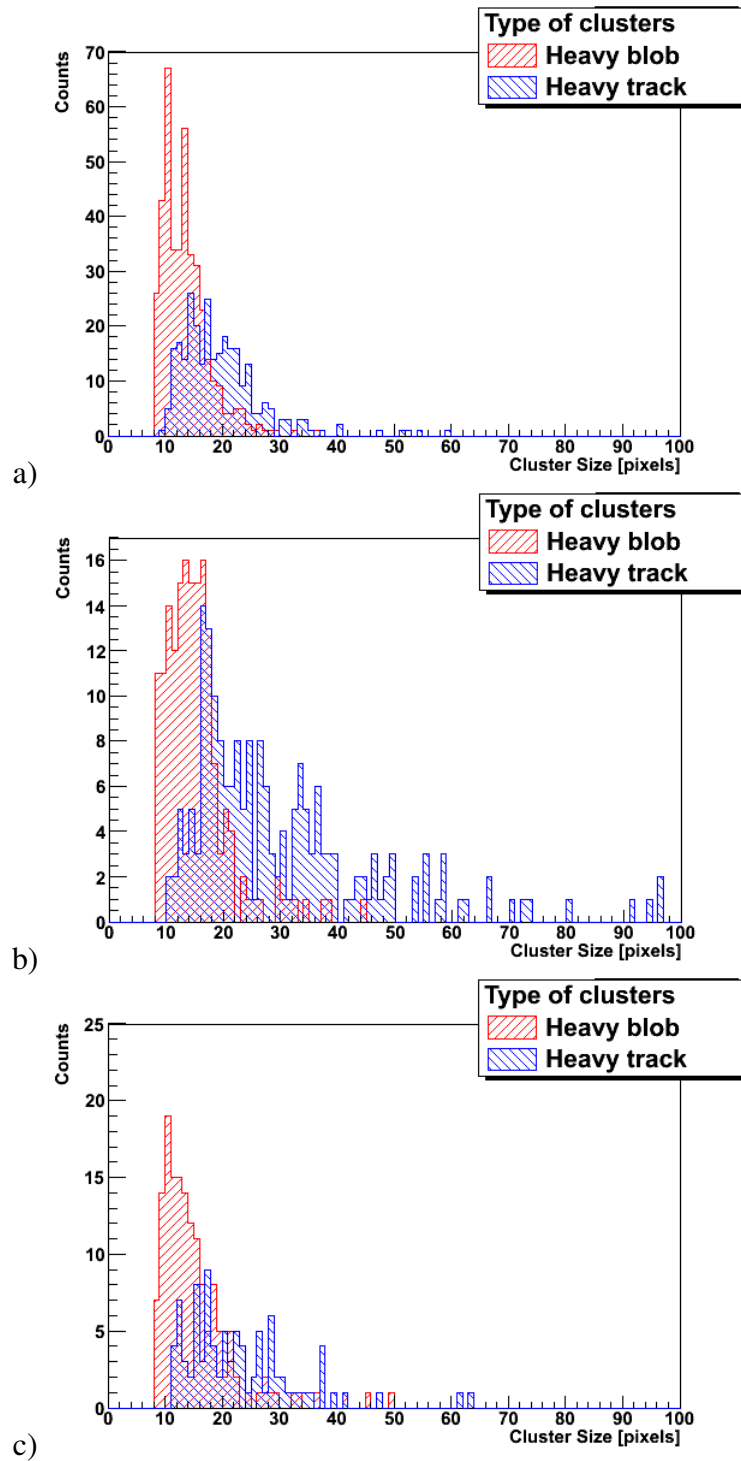 Type of clusters
Heavy blob
Heavy track
Counts
70
60
50
40
30
20
10
0
0 10 20 30 40 50 60 70 80 90 100
Cluster Size [pixels]
a)
Type of clusters
Heavy blob
Heavy track
Counts
16
14
12
10
8
6
4
2
0
0 10 20 30 40 50 60 70 80 90 100
Cluster Size [pixels]
b)
Type of clusters
Heavy blob
Heavy track
Counts
25
20
15
10
5
0
0 10 20 30 40 50 60 70 80 90 100
Cluster Size [pixels]
c)